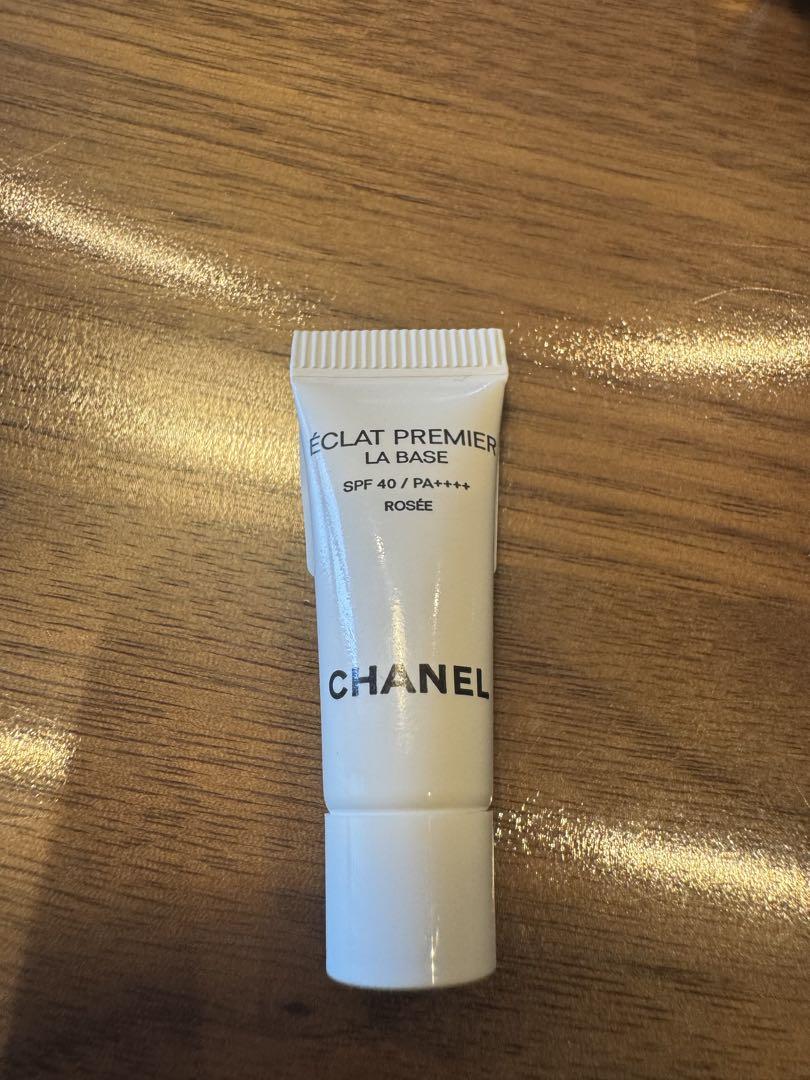 ÉCLAT PREMIER
LA BASE
SPF 40 / PA++++
ROSÉE
CHANEL